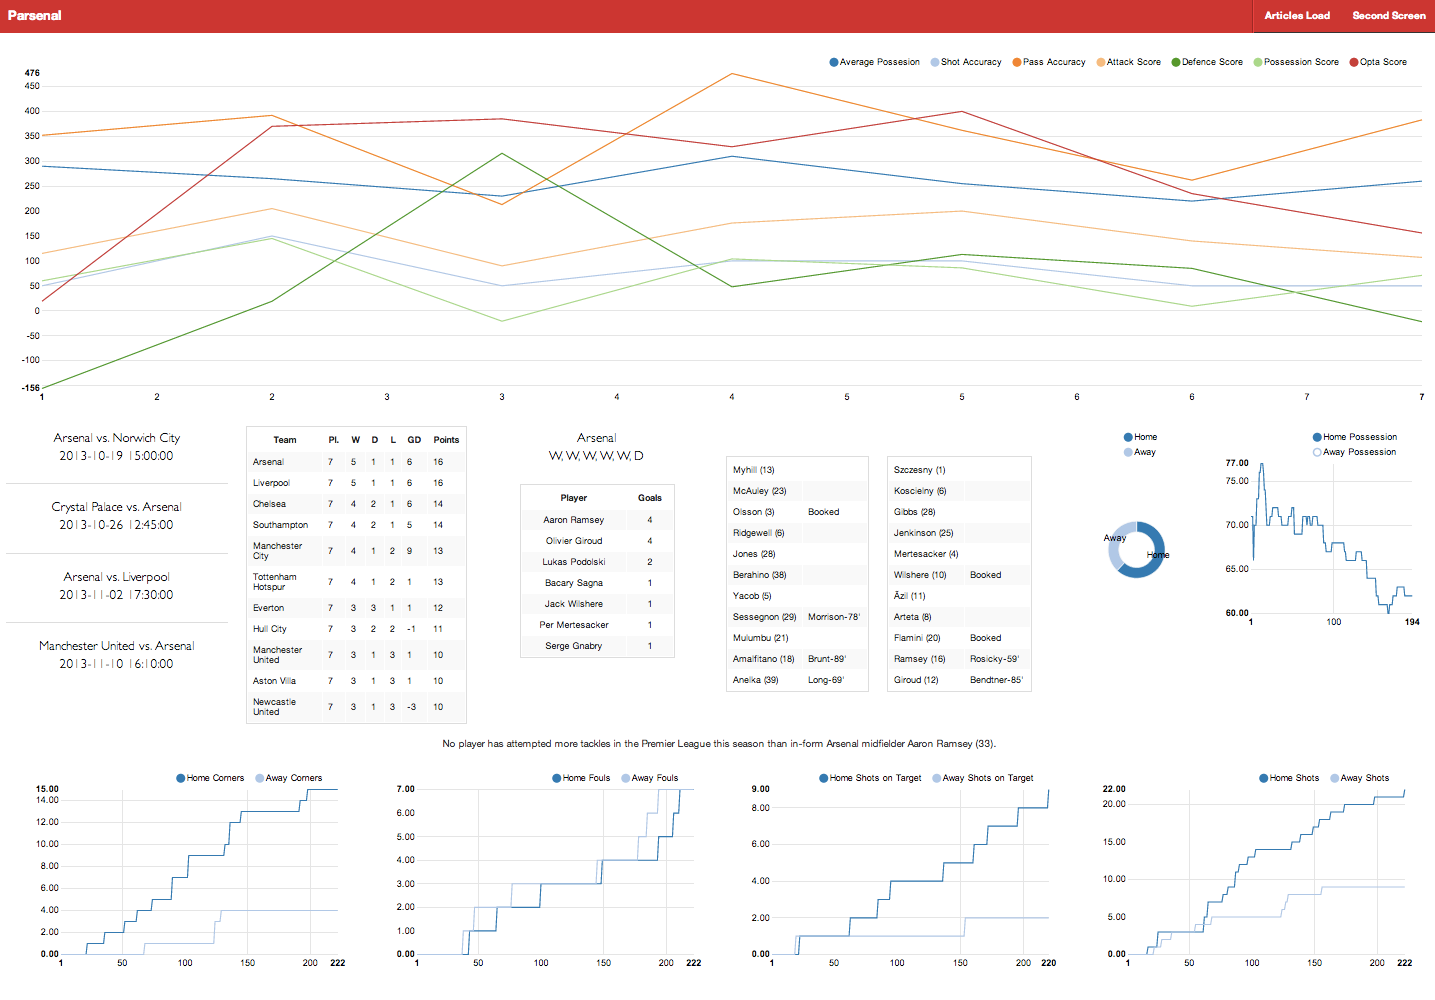 Parsenal
Articles Load Second Screen
Average Possesion Shot Accuracy Pass Accuracy Attack Score Defence Score Possession Score Opta Score
476
450
400
350
300
250
200
150
100
50
0
-50
-100
-156
1 2 2 3 3 4 4 5 5 6 6 7 7
Arsenal vs. Norwich City
2013-10-19 15:00:00
Crystal Palace vs. Arsenal
2013-10-26 12:45:00
Arsenal vs. Liverpool
2013-11-02 17:30:00
Manchester United vs. Arsenal
2013-11-10 16:10:00
Team Pl. W D L GD Points
Arsenal 7 5 1 1 6 16
Liverpool 7 5 1 1 6 16
Chelsea 7 4 2 1 6 14
Southampton 7 4 2 1 5 14
Manchester City 7 4 1 2 9 13
Tottenham Hotspur 7 4 1 2 1 13
Everton 7 3 3 1 1 12
Hull City 7 3 2 2 -1 11
Manchester United 7 3 1 3 1 10
Aston Villa 7 3 1 3 1 10
Newcastle United 7 3 1 3 -3 10
Arsenal
W, W, W, W, W, D
Player Goals
Aaron Ramsey 4
Olivier Giroud 4
Lukas Podolski 2
Bacary Sagna 1
Jack Wilshere 1
Per Mertesacker 1
Serge Gnabry 1
Myhill (13)
McAuley (23)
Olsson (3) Booked
Ridgewell (6)
Jones (28)
Berahino (38)
Yacob (5)
Sessegnon (29) Morrison-78'
Mulumbu (21)
Amalfitano (18) Brunt-89'
Anelka (39) Long-69'
Szczesny (1)
Koscielny (6)
Gibbs (28)
Jenkinson (25)
Mertesacker (4)
Wilshere (10) Booked
Äzil (11)
Arteta (8)
Flamini (20) Booked
Ramsey (16) Rosicky-59'
Giroud (12) Bendtner-85'
Home
Away
Away
Home
Home Possession
Away Possession
77.00
75.00
70.00
65.00
60.00
1 100 194
No player has attempted more tackles in the Premier League this season than in-form Arsenal midfielder Aaron Ramsey (33).
Home Corners Away Corners
15.00
14.00
12.00
10.00
8.00
6.00
4.00
2.00
0.00
1 50 100 150 200 222
Home Fouls Away Fouls
7.00
6.00
5.00
4.00
3.00
2.00
1.00
0.00
1 50 100 150 200 222
Home Shots on Target Away Shots on Target
9.00
8.00
6.00
4.00
2.00
0.00
1 50 100 150 200 220
Home Shots Away Shots
22.00
20.00
15.00
10.00
5.00
0.00
1 50 100 150 200 222